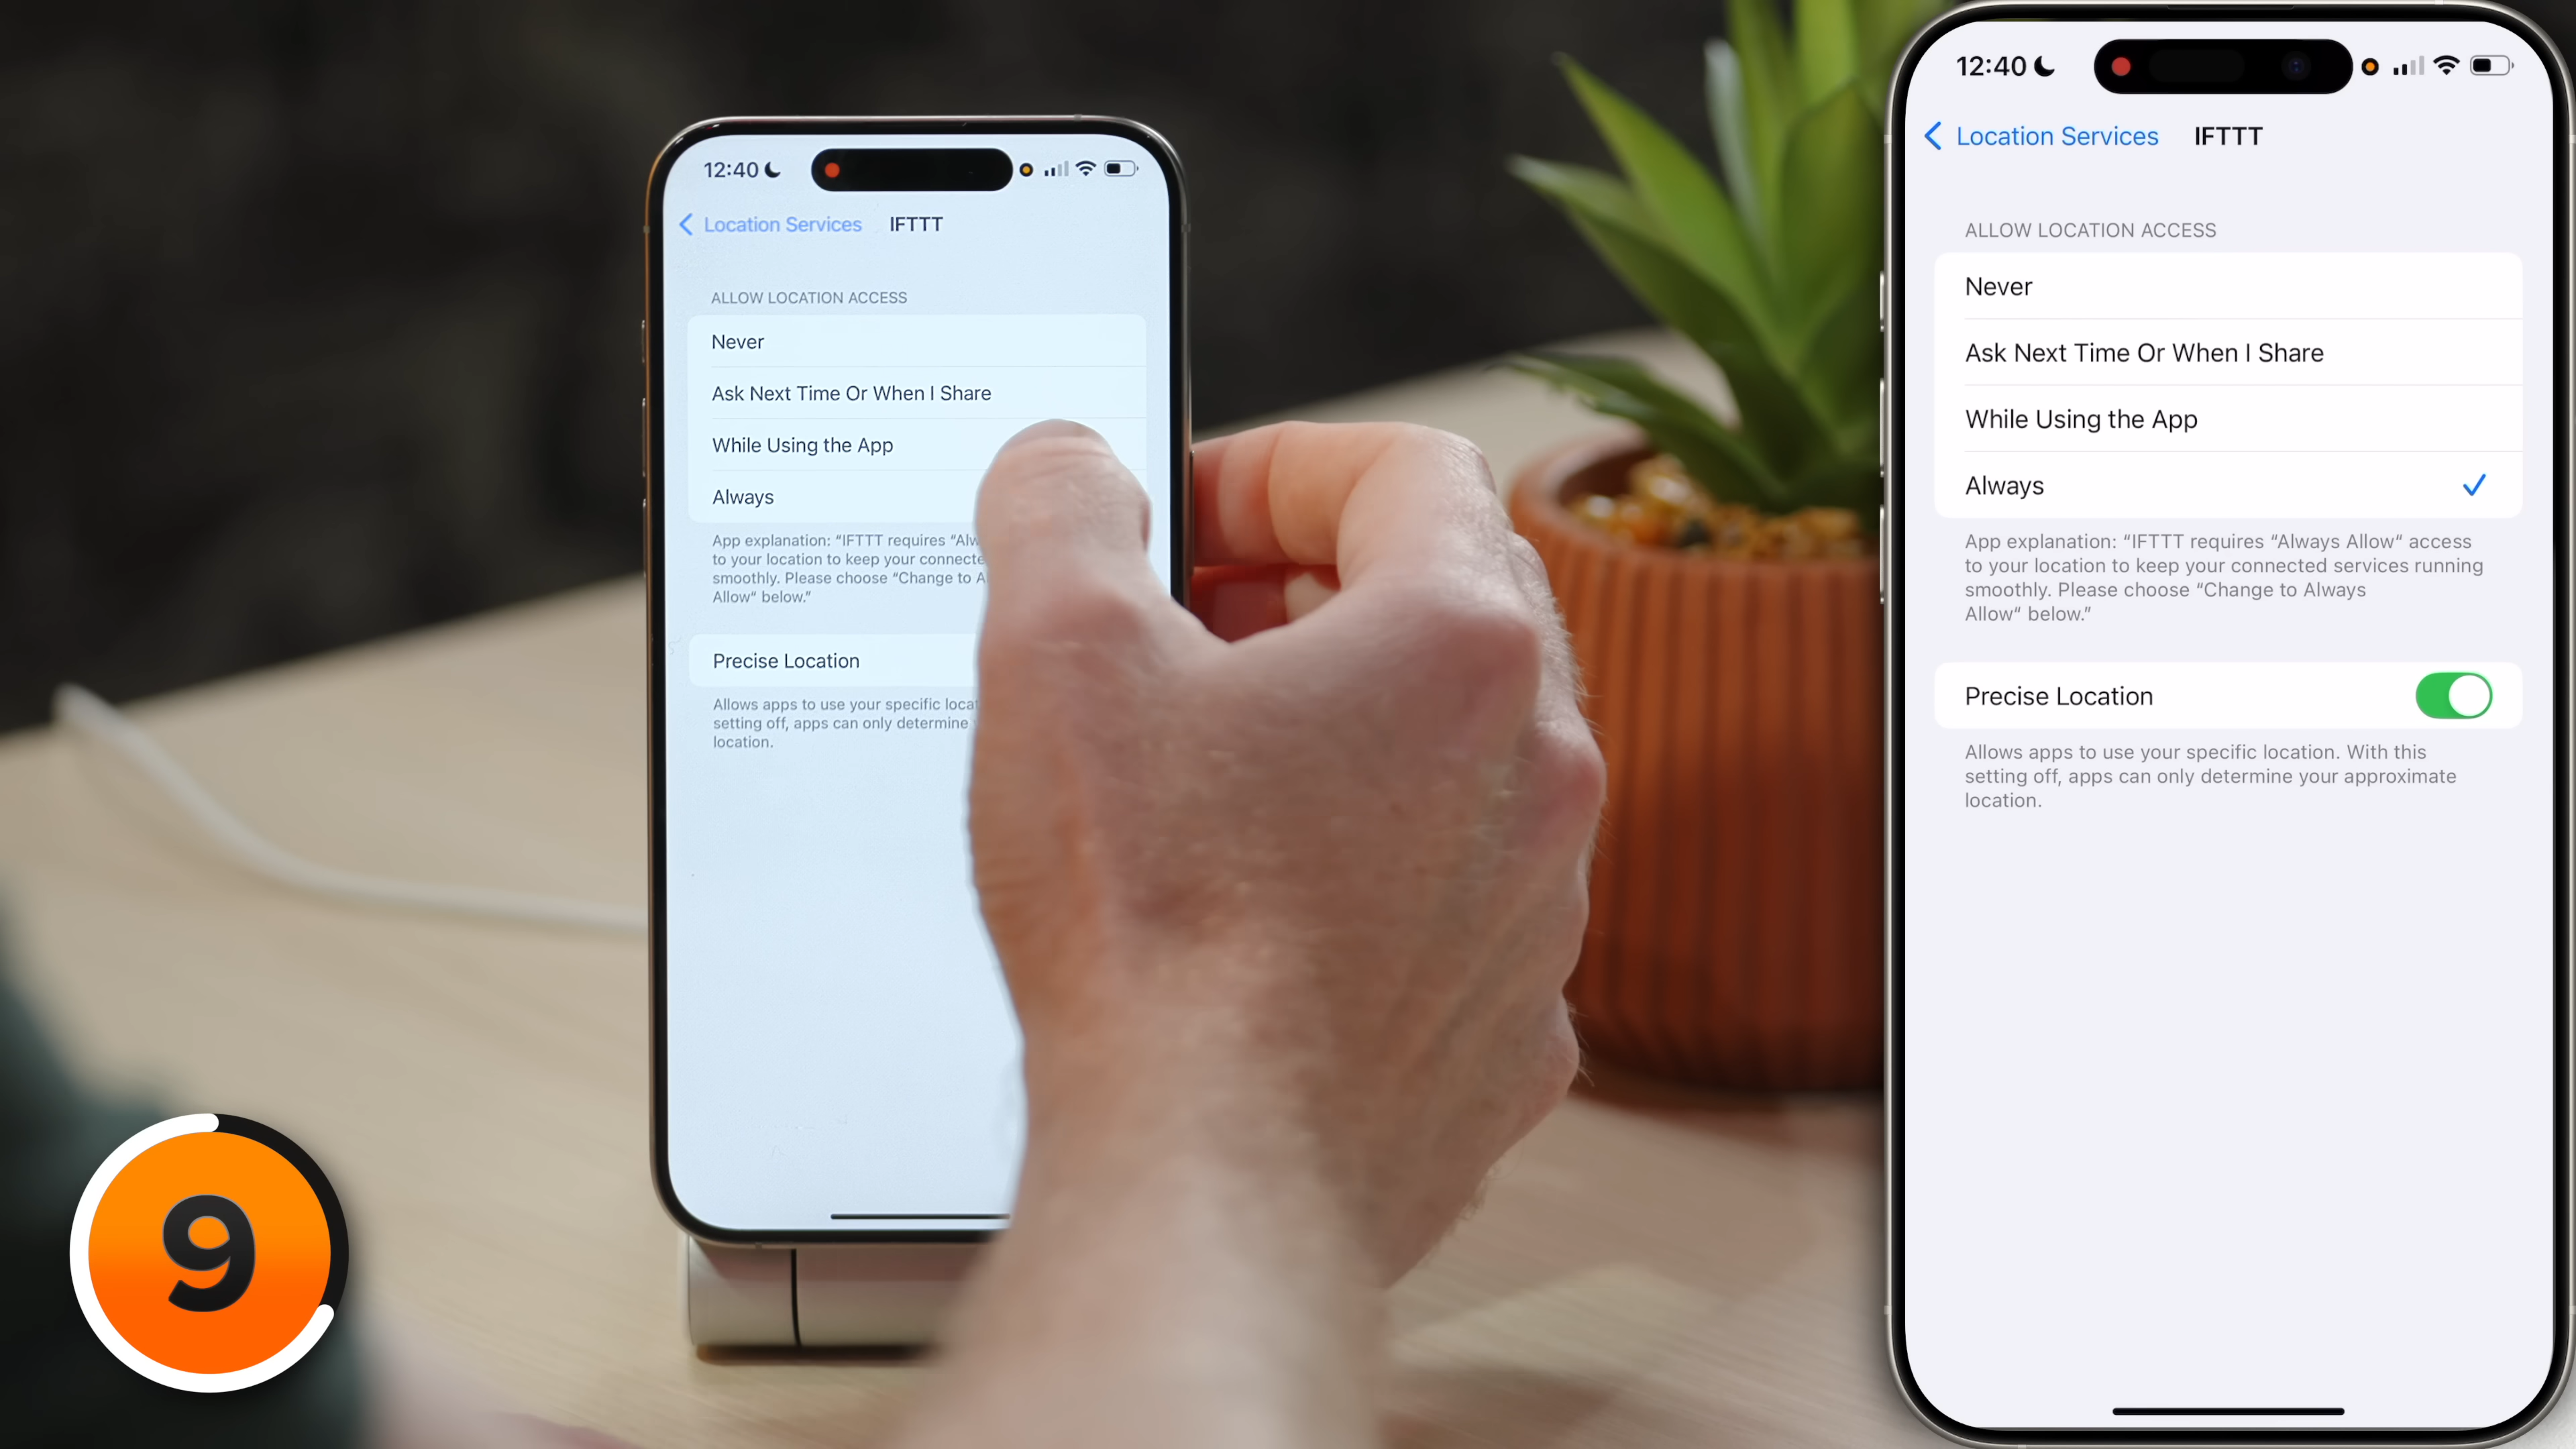 12:40
Location Services
IFTTT
ALLOW LOCATION ACCESS
Never
Ask Next Time Or When I Share
While Using the App
Always
App explanation: “IFTTT requires “Alw
to your location to keep your connecte
smoothly. Please choose “Change to A
Allow“ below.”
Precise Location
Allows apps to use your specific locat
setting off, apps can only determine
location.
9
12:40
Location Services
IFTTT
ALLOW LOCATION ACCESS
Never
Ask Next Time Or When I Share
While Using the App
Always
App explanation: “IFTTT requires “Always Allow“ access
to your location to keep your connected services running
smoothly. Please choose “Change to Always
Allow“ below.”
Precise Location
Allows apps to use your specific location. With this
setting off, apps can only determine your approximate
location.